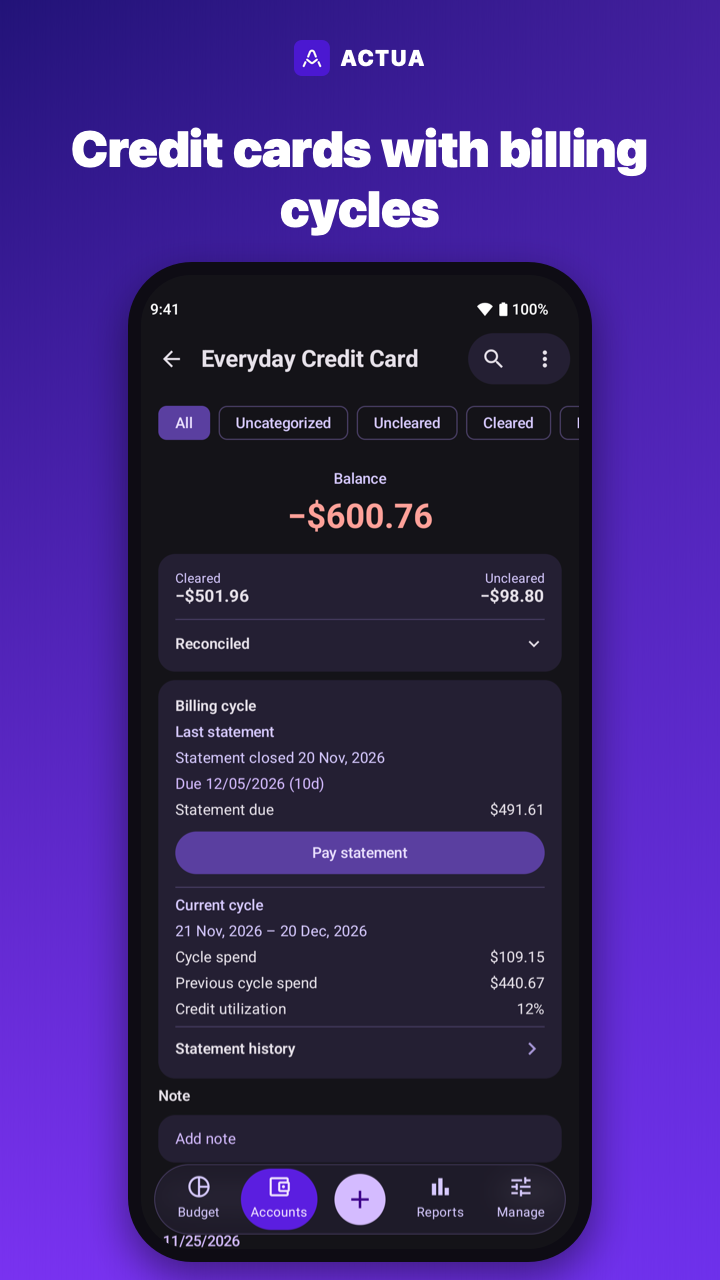 ACTUA
Credit cards with billing
cycles
9:41
100%
Everyday Credit Card
All
Uncategorized
Uncleared
Cleared
Balance
−$600.76
Cleared
Uncleared
−$501.96
−$98.80
Reconciled
Billing cycle
Last statement
Statement closed 20 Nov, 2026
Due 12/05/2026 (10d)
Statement due
$491.61
Pay statement
Current cycle
21 Nov, 2026 – 20 Dec, 2026
Cycle spend
$109.15
Previous cycle spend
$440.67
Credit utilization
12%
Statement history
Note
Add note
Budget
Accounts
Reports
Manage
11/25/2026